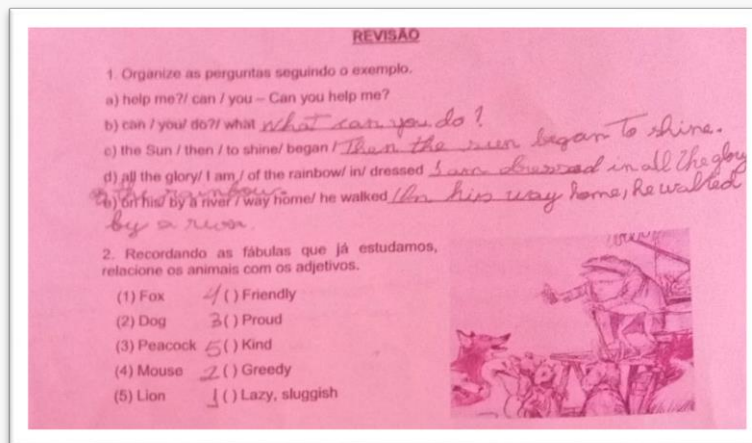 REVISÃO
1. Organize as perguntas seguindo o exemplo.
a) help me?/ can / you – Can you help me?
b) can / you/ do?/ what What can you do?
c) the Sun / then / to shine/ began / Then the sun began to shine.
d) all the glory/ I am / of the rainbow/ in/ dressed I am dressed in all the glory
of the rainbow.
e) on his/ by a river / way home/ he walked / On his way home, he walked
by a river.
2. Recordando as fábulas que já estudamos,
relacione os animais com os adjetivos.
(1) Fox 4 ( ) Friendly
(2) Dog 3 ( ) Proud
(3) Peacock 5 ( ) Kind
(4) Mouse 2 ( ) Greedy
(5) Lion 1 ( ) Lazy, sluggish